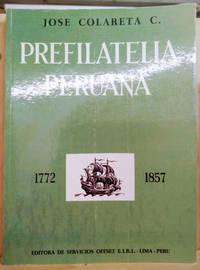 JOSE COLARETA C.
PREFILATELIA
PERUANA
1772 1857
EDITORA DE SERVICIOS OFFSET E.I.R.L. - LIMA - PERU